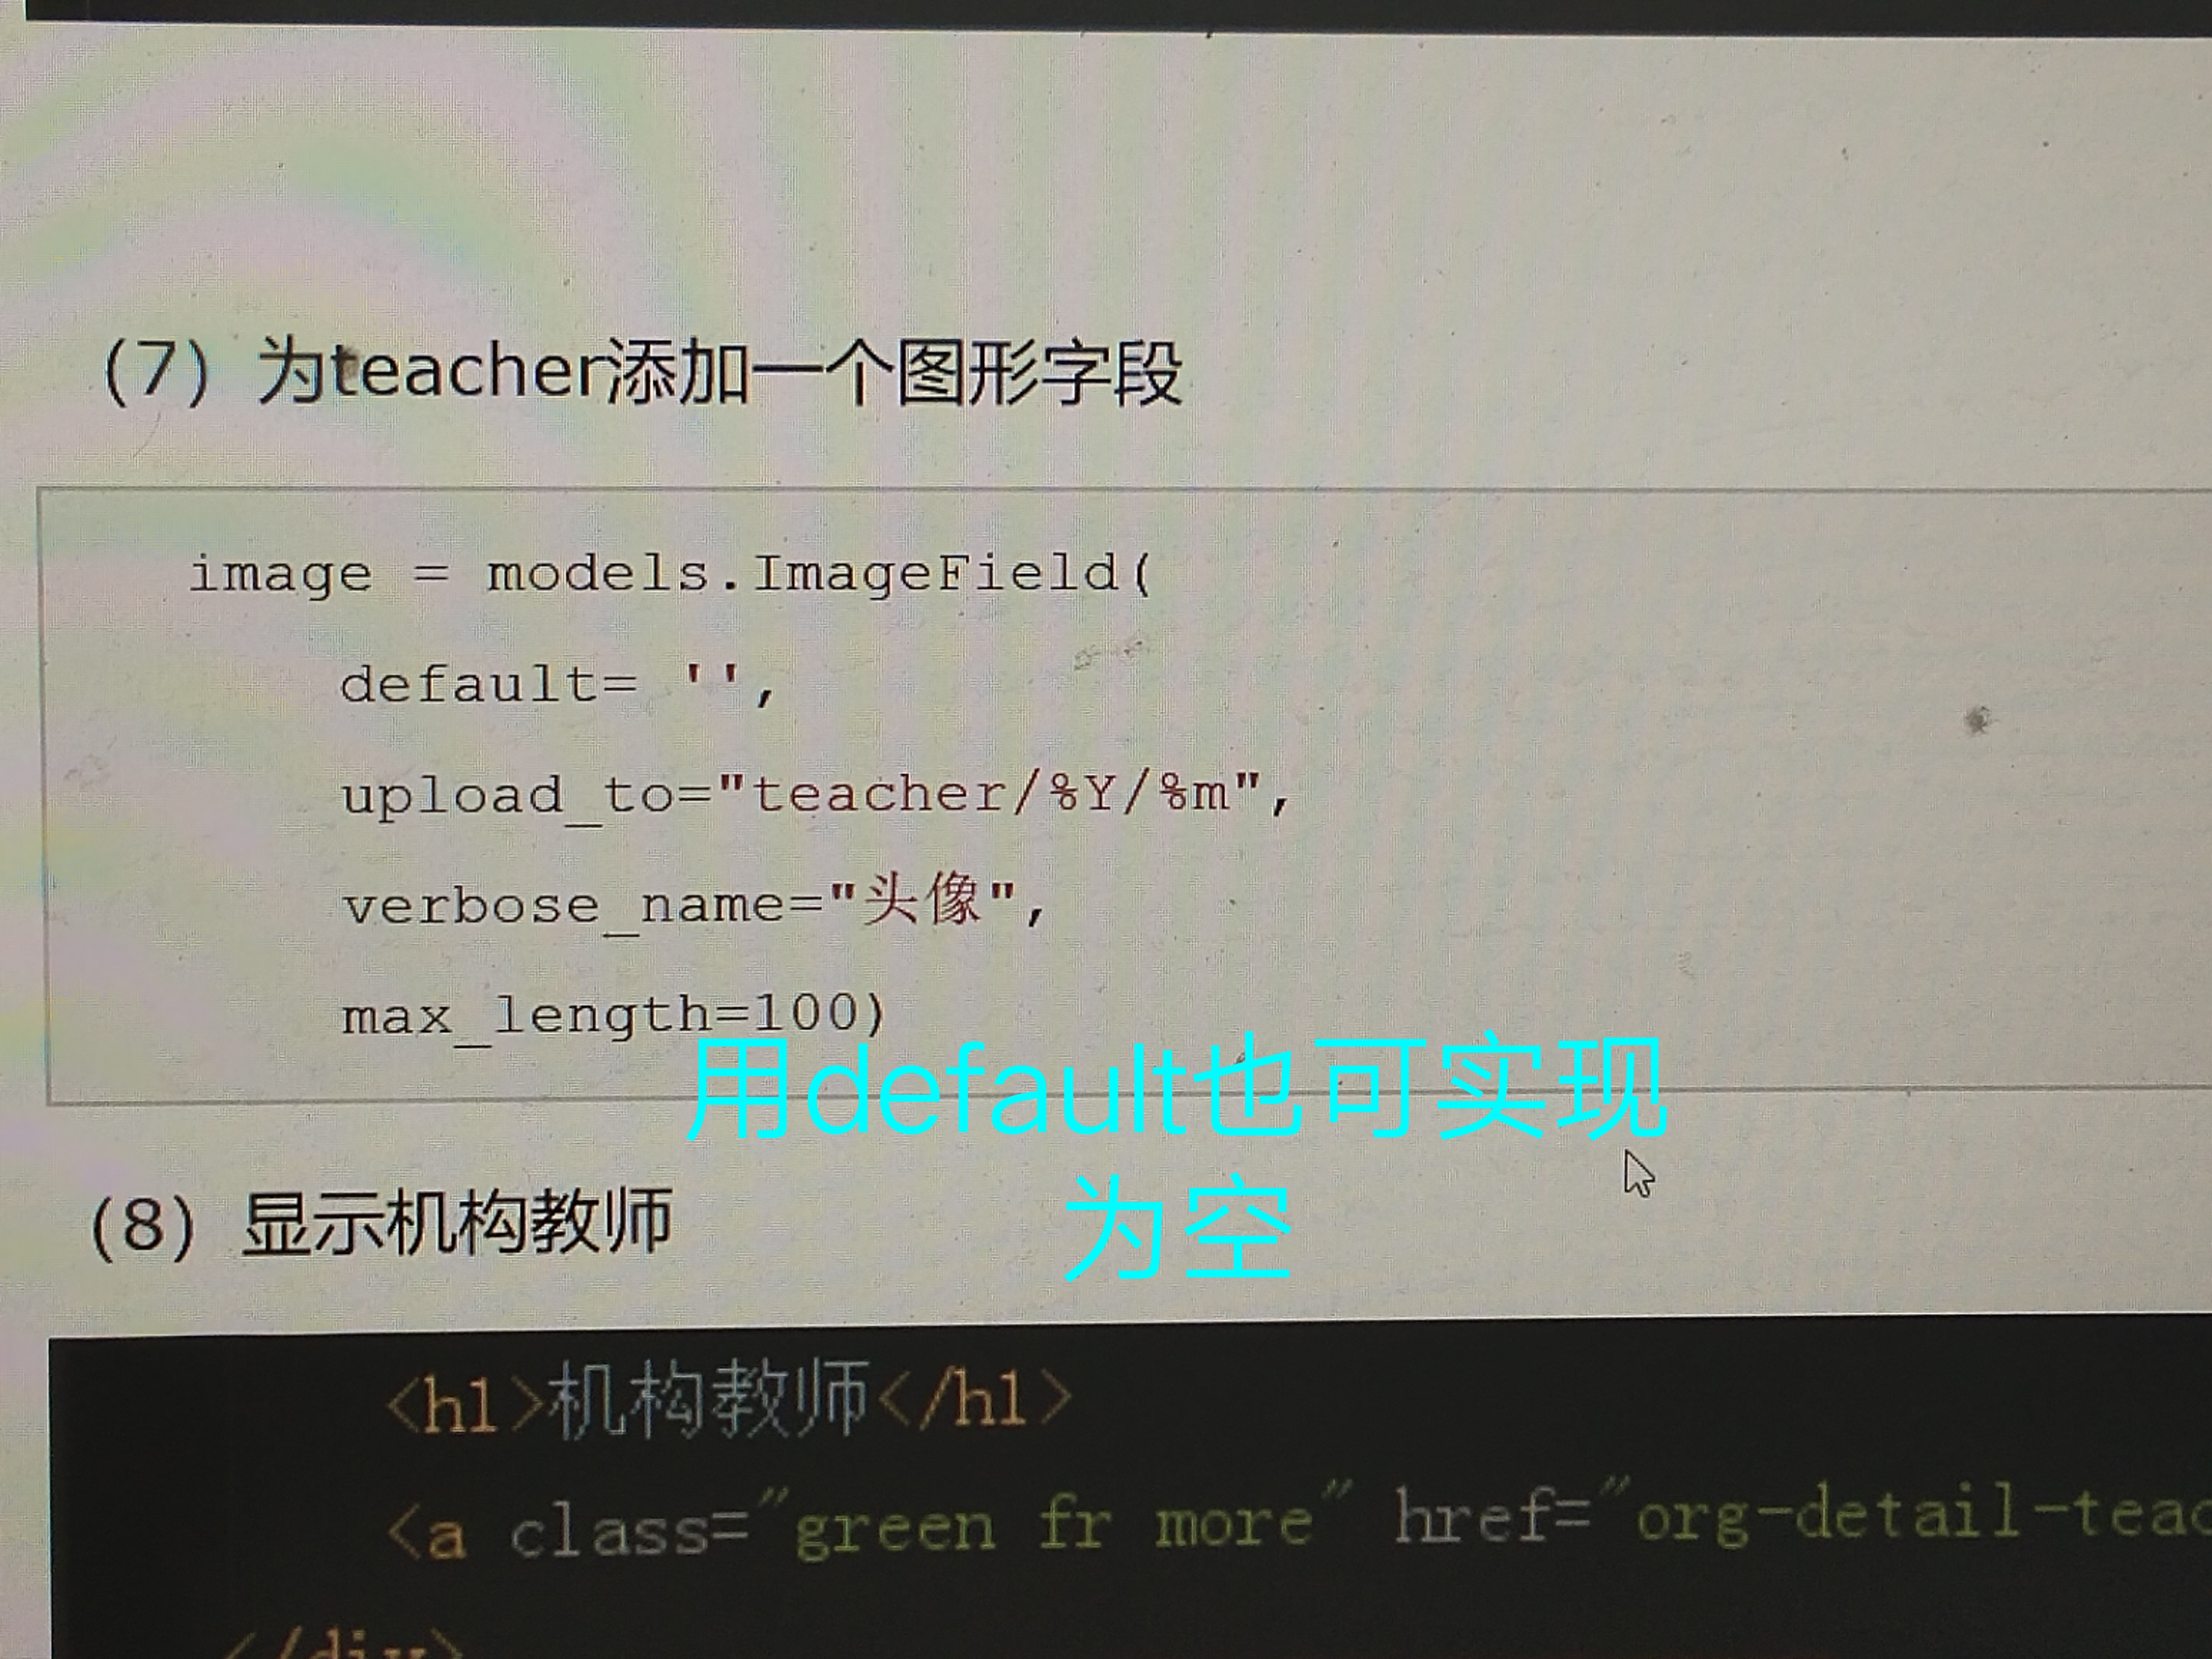 (7) 为teacher添加一个图形字段
image = models.ImageField(
default= '',
upload_to="teacher/%Y/%m",
verbose_name="头像",
max_length=100)
用default也可实现
为空
(8) 显示机构教师
<h1>机构教师</h1>
<a class="green fr more" href="org-detail-teac
</div>